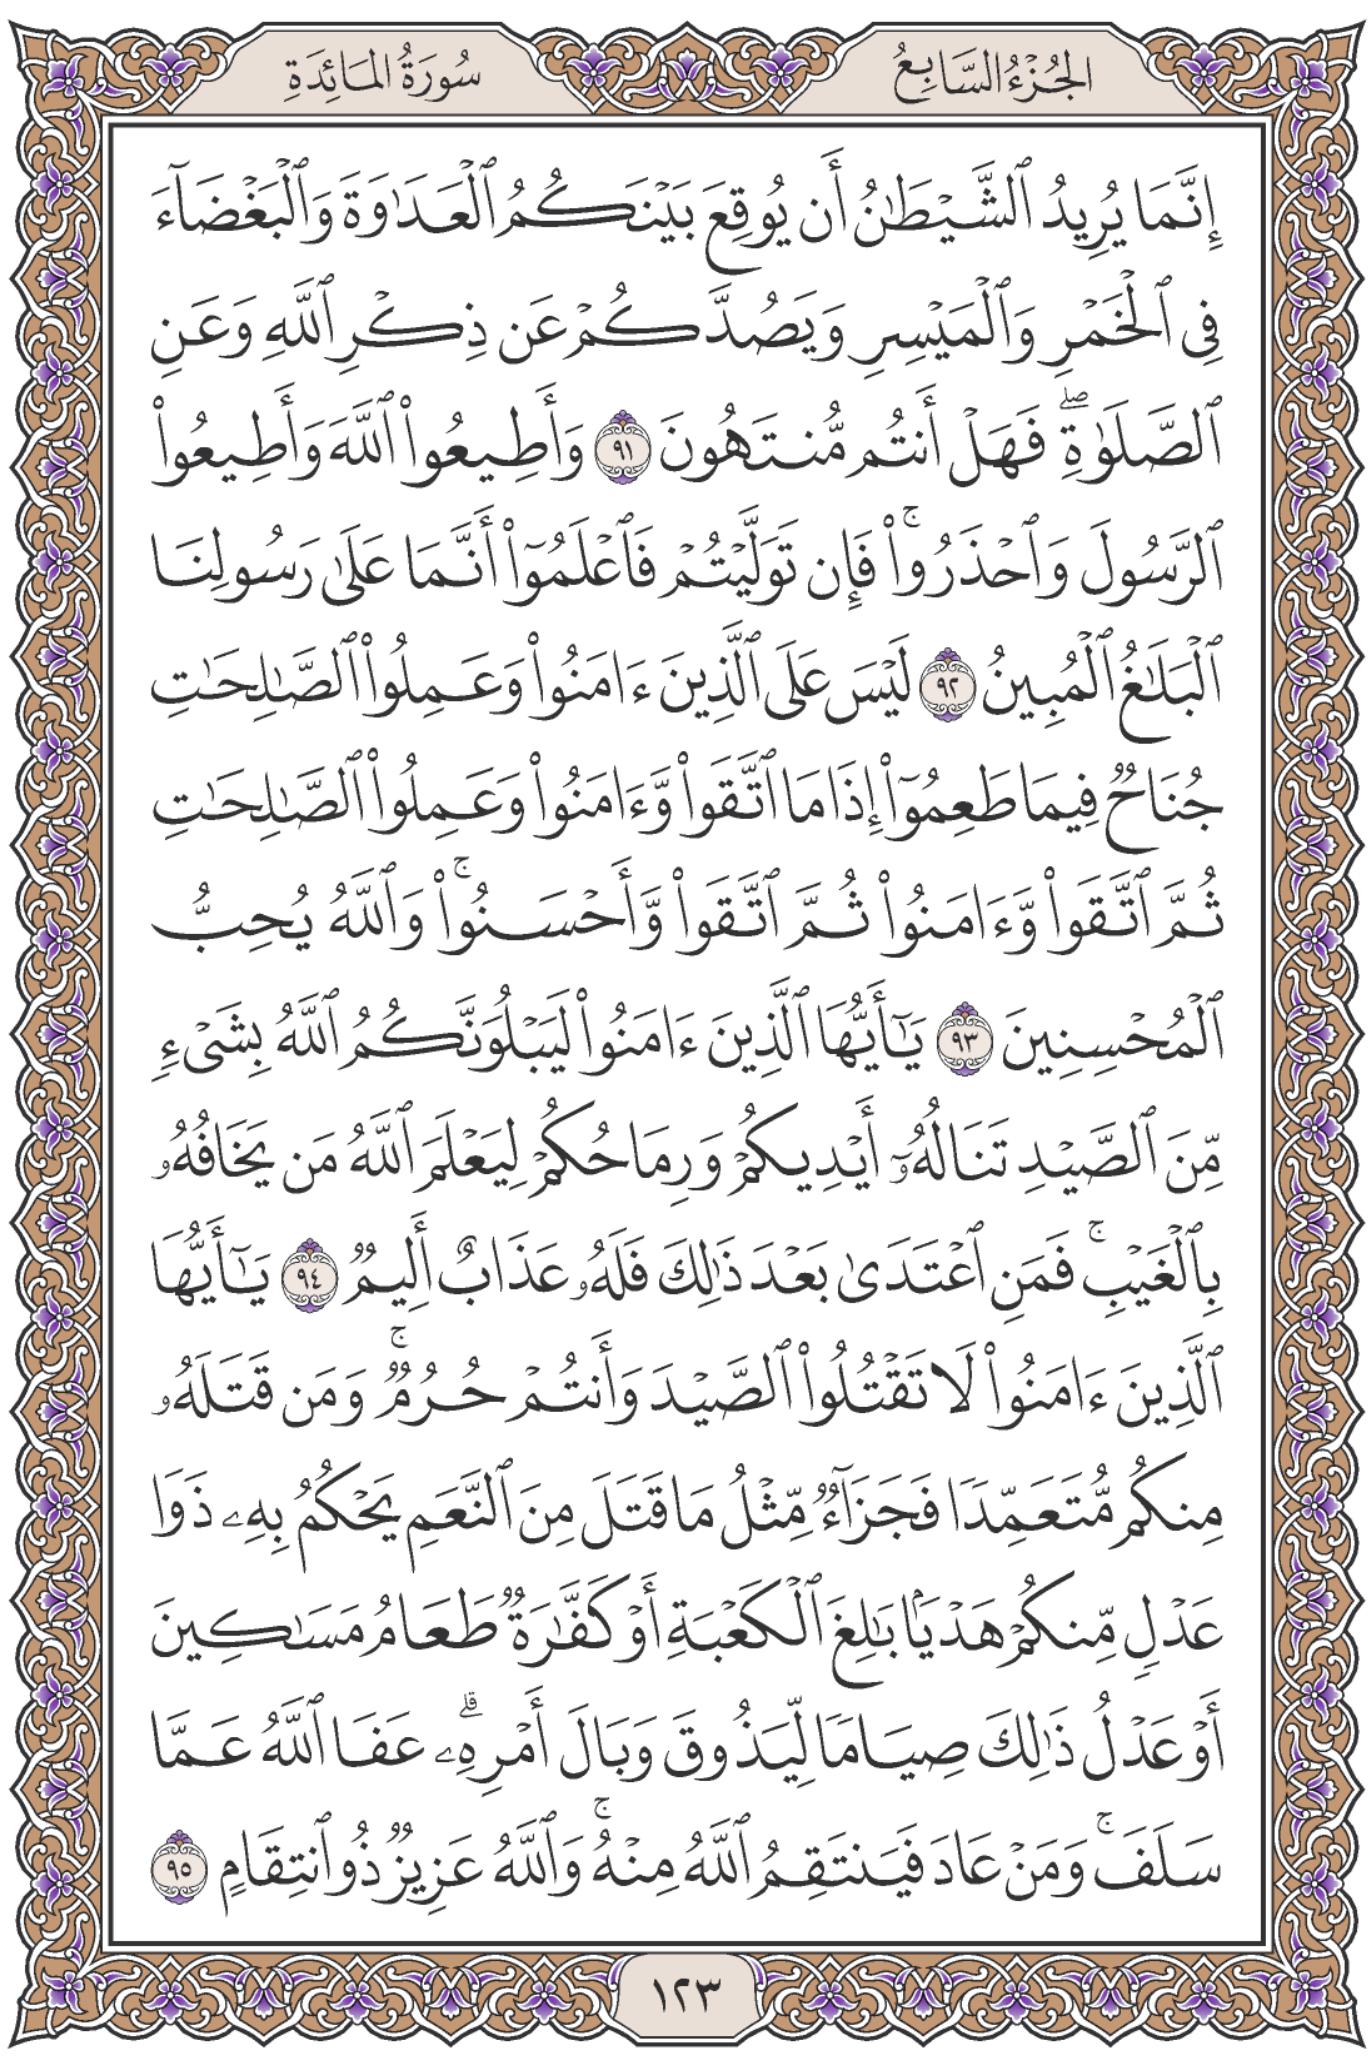 الجُزْءُ السَّابِعُ
سُورَةُ المَائِدَةِ
إِنَّمَا يُرِيدُ ٱلشَّيْطَٰنُ أَن يُوقِعَ بَيْنَكُمُ ٱلْعَدَٰوَةَ وَٱلْبَغْضَآءَ
فِى ٱلْخَمْرِ وَٱلْمَيْسِرِ وَيَصُدَّكُمْ عَن ذِكْرِ ٱللَّهِ وَعَنِ
ٱلصَّلَوٰةِ ۖ فَهَلْ أَنتُم مُّنتَهُونَ ٩١ وَأَطِيعُوا۟ ٱللَّهَ وَأَطِيعُوا۟
ٱلرَّسُولَ وَٱحْذَرُوا۟ ۚ فَإِن تَوَلَّيْتُمْ فَٱعْلَمُوٓا۟ أَنَّمَا عَلَىٰ رَسُولِنَا
ٱلْبَلَٰغُ ٱلْمُبِينُ ٩٢ لَيْسَ عَلَى ٱلَّذِينَ ءَامَنُوا۟ وَعَمِلُوا۟ ٱلصَّٰلِحَٰتِ
جُنَاحٌ فِيمَا طَعِمُوٓا۟ إِذَا مَا ٱتَّقَوا۟ وَّءَامَنُوا۟ وَعَمِلُوا۟ ٱلصَّٰلِحَٰتِ
ثُمَّ ٱتَّقَوا۟ وَّءَامَنُوا۟ ثُمَّ ٱتَّقَوا۟ وَّأَحْسَنُوا۟ ۚ وَٱللَّهُ يُحِبُّ
ٱلْمُحْسِنِينَ ٩٣ يَٰٓأَيُّهَا ٱلَّذِينَ ءَامَنُوا۟ لَيَبْلُوَنَّكُمُ ٱللَّهُ بِشَىْءٍ
مِّنَ ٱلصَّيْدِ تَنَالُهُۥٓ أَيْدِيكُمْ وَرِمَاحُكُمْ لِيَعْلَمَ ٱللَّهُ مَن يَخَافُهُۥ
بِٱلْغَيْبِ ۚ فَمَنِ ٱعْتَدَىٰ بَعْدَ ذَٰلِكَ فَلَهُۥ عَذَابٌ أَلِيمٌ ٩٤ يَٰٓأَيُّهَا
ٱلَّذِينَ ءَامَنُوا۟ لَا تَقْتُلُوا۟ ٱلصَّيْدَ وَأَنتُمْ حُرُمٌ ۚ وَمَن قَتَلَهُۥ
مِنكُم مُّتَعَمِّدًا فَجَزَآءٌ مِّثْلُ مَا قَتَلَ مِنَ ٱلنَّعَمِ يَحْكُمُ بِهِۦ ذَوَا
عَدْلٍ مِّنكُمْ هَدْيًۢا بَٰلِغَ ٱلْكَعْبَةِ أَوْ كَفَّٰرَةٌ طَعَامُ مَسَٰكِينَ
أَوْ عَدْلُ ذَٰلِكَ صِيَامًا لِّيَذُوقَ وَبَالَ أَمْرِهِۦ ۗ عَفَا ٱللَّهُ عَمَّا
سَلَفَ ۚ وَمَنْ عَادَ فَيَنتَقِمُ ٱللَّهُ مِنْهُ ۚ وَٱللَّهُ عَزِيزٌ ذُو ٱنتِقَامٍ ٩٥
١٢٣